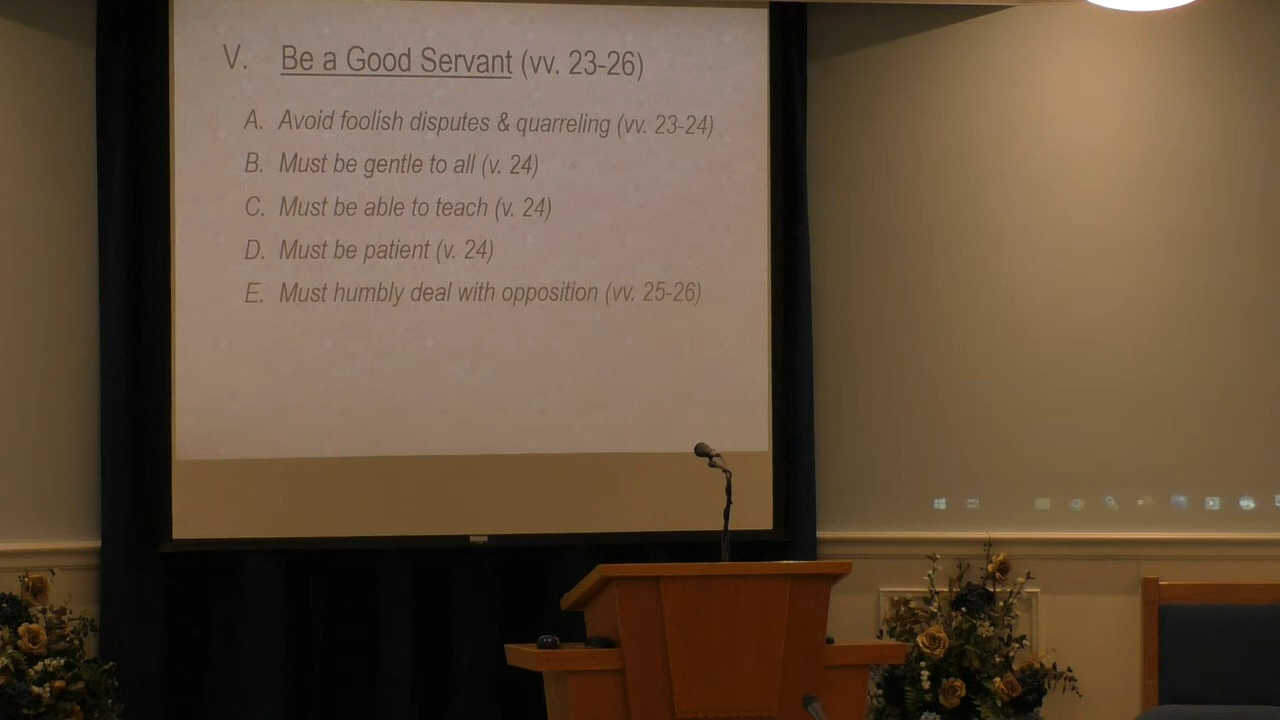 V. Be a Good Servant (vv. 23-26)
A. Avoid foolish disputes & quarreling (vv. 23-24)
B. Must be gentle to all (v. 24)
C. Must be able to teach (v. 24)
D. Must be patient (v. 24)
E. Must humbly deal with opposition (vv. 25-26)